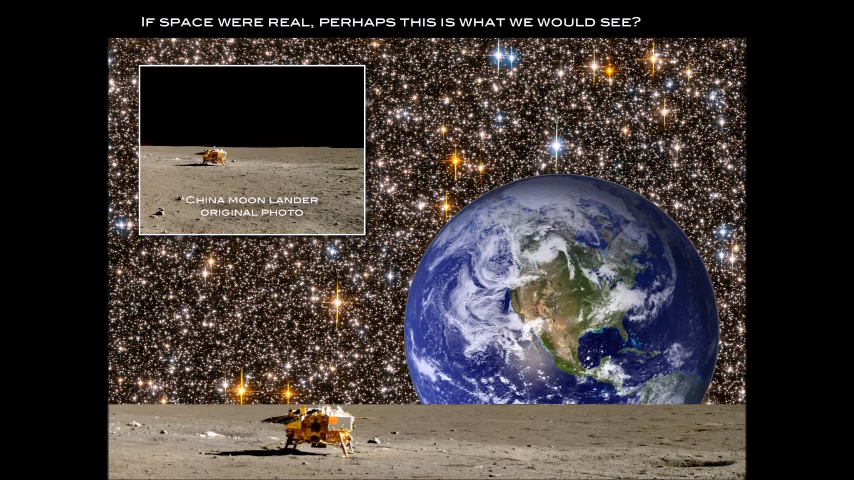 If space were real, perhaps this is what we would see?
*China moon lander
original photo